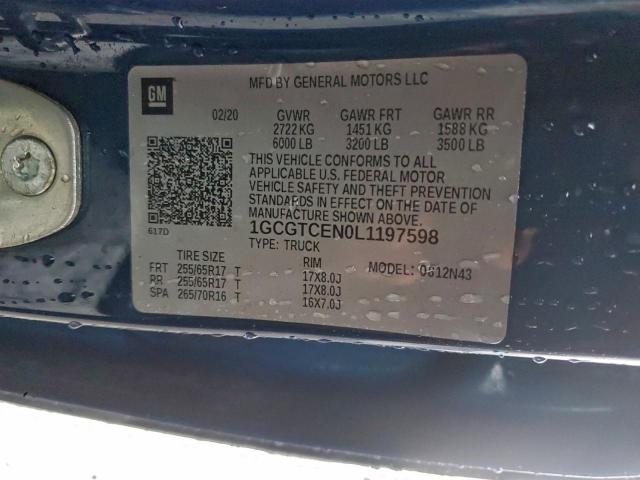 GM
MFD BY GENERAL MOTORS LLC
02/20 GVWR GAWR FRT GAWR RR
2722 KG 1451 KG 1588 KG
6000 LB 3200 LB 3500 LB
THIS VEHICLE CONFORMS TO ALL
APPLICABLE U.S. FEDERAL MOTOR
VEHICLE SAFETY AND THEFT PREVENTION
STANDARDS IN EFFECT ON THE DATE OF
MANUFACTURE SHOWN ABOVE.
617D 1GCGTCEN0L1197598
TYPE: TRUCK
TIRE SIZE RIM MODEL: 0612N43
FRT 255/65R17 T 17X8.0J
RR 255/65R17 T 17X8.0J
SPA 265/70R16 T 16X7.0J